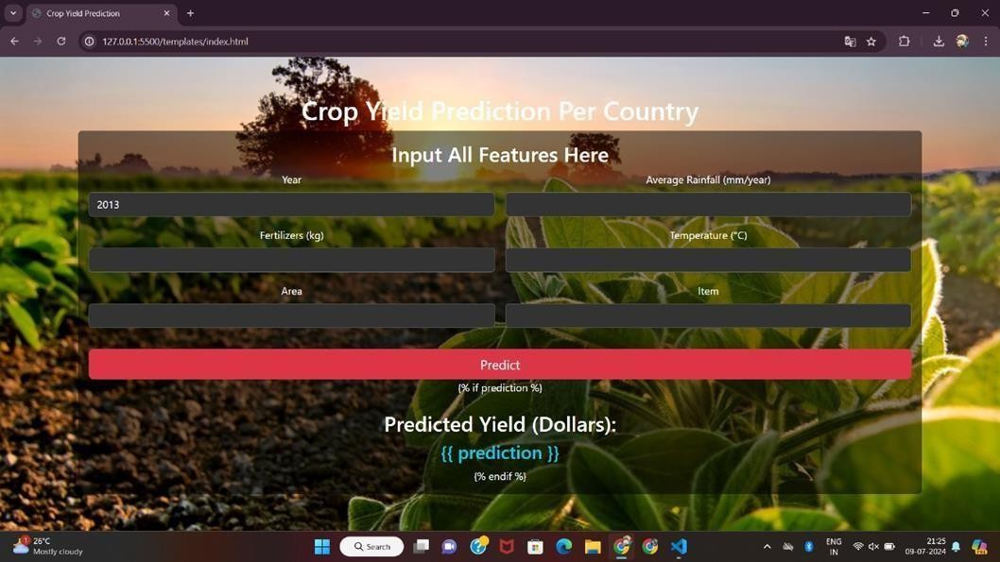 Crop Yield Prediction
127.0.0.1:5500/templates/index.html
Crop Yield Prediction Per Country
Input All Features Here
Year
Average Rainfall (mm/year)
2013
Fertilizers (kg)
Temperature (°C)
Area
Item
Predict
{% if prediction %}
Predicted Yield (Dollars):
{{ prediction }}
{% endif %}
1
26°C
Mostly cloudy
Search
ENG
IN
21:25
09-07-2024